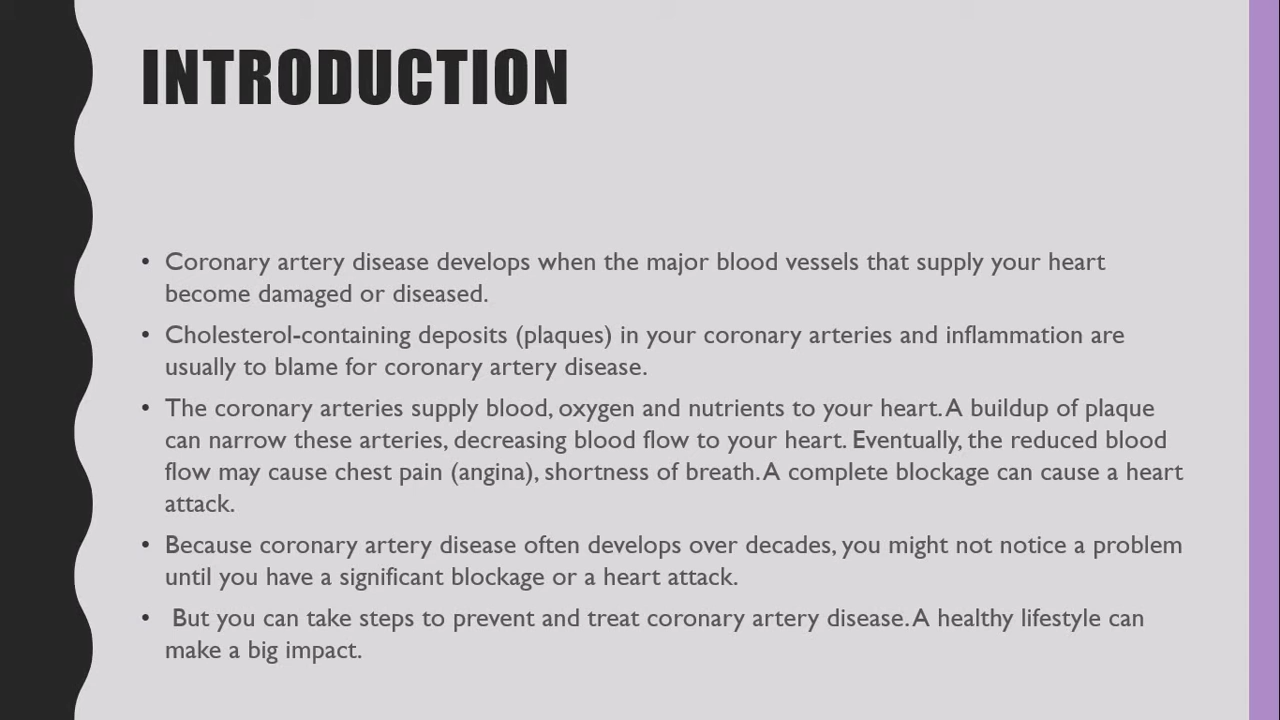 INTRODUCTION
• Coronary artery disease develops when the major blood vessels that supply your heart
become damaged or diseased.
• Cholesterol-containing deposits (plaques) in your coronary arteries and inflammation are
usually to blame for coronary artery disease.
• The coronary arteries supply blood, oxygen and nutrients to your heart. A buildup of plaque
can narrow these arteries, decreasing blood flow to your heart. Eventually, the reduced blood
flow may cause chest pain (angina), shortness of breath. A complete blockage can cause a heart
attack.
• Because coronary artery disease often develops over decades, you might not notice a problem
until you have a significant blockage or a heart attack.
• But you can take steps to prevent and treat coronary artery disease. A healthy lifestyle can
make a big impact.